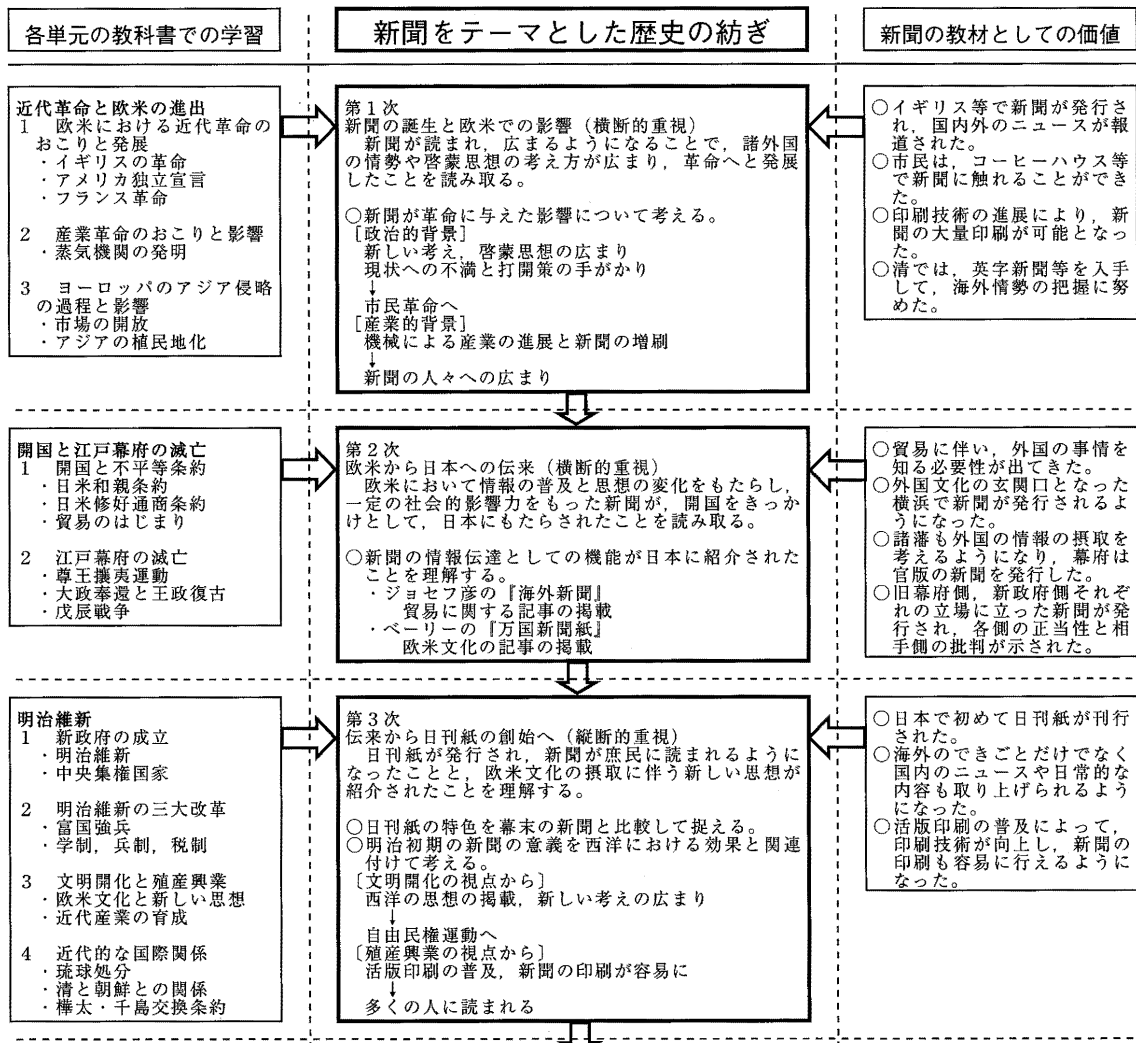 各単元の教科書での学習
新聞をテーマとした歴史の紡ぎ
新聞の教材としての価値
近代革命と欧米の進出
1　欧米における近代革命の
おこりと発展
・イギリスの革命
・アメリカ独立宣言
・フランス革命
2　産業革命のおこりと影響
・蒸気機関の発明
3　ヨーロッパのアジア侵略
の過程と影響
・市場の開放
・アジアの植民地化
第1次
新聞の誕生と欧米での影響（横断的重視）
新聞が読まれ，広まるようになることで，諸外国
の情勢や啓蒙思想の考え方が広まり，革命へと発展
したことを読み取る。
○新聞が革命に与えた影響について考える。
［政治的背景］
新しい考え，啓蒙思想の広まり
現状への不満と打開策の手がかり
↓
市民革命へ
［産業的背景］
機械による産業の進展と新聞の増刷
↓
新聞の人々への広まり
○イギリス等で新聞が発行さ
れ，国内外のニュースが報
道された。
○市民は，コーヒーハウス等
で新聞に触れることができ
た。
○印刷技術の進展により，新
聞の大量印刷が可能となっ
た。
○清では，英字新聞等を入手
して，海外情勢の把握に努
めた。
開国と江戸幕府の滅亡
1　開国と不平等条約
・日米和親条約
・日米修好通商条約
・貿易のはじまり
2　江戸幕府の滅亡
・尊王攘夷運動
・大政奉還と王政復古
・戊辰戦争
第2次
欧米から日本への伝来（横断的重視）
欧米において情報の普及と思想の変化をもたらし，
一定の社会的影響力をもった新聞が，開国をきっ
かけとして，日本にもたらされたことを読み取る。
○新聞の情報伝達としての機能が日本に紹介された
ことを理解する。
・ジョセフ彦の『海外新聞』
貿易に関する記事の掲載
・ベーリーの『万国新聞紙』
欧米文化の記事の掲載
○貿易に伴い，外国の事情を
知る必要性が出てきた。
○外国文化の玄関口となった
横浜で新聞が発行されるよ
うになった。
○諸藩も外国の情報の摂取を
考えるようになり，幕府は
官版の新聞を発行した。
○旧幕府側，新政府側それぞ
れの立場に立った新聞が発
行され，各側の正当性と相
手側の批判が示された。
明治維新
1　新政府の成立
・明治維新
・中央集権国家
2　明治維新の三大改革
・富国強兵
・学制，兵制，税制
3　文明開化と殖産興業
・欧米文化と新しい思想
・近代産業の育成
4　近代的な国際関係
・琉球処分
・清と朝鮮との関係
・樺太・千島交換条約
第3次
伝来から日刊紙の創始へ（縦断的重視）
日刊紙が発行され，新聞が庶民に読まれるように
なったことと，欧米文化の摂取に伴う新しい思想が
紹介されたことを理解する。
○日刊紙の特色を幕末の新聞と比較して捉える。
○明治初期の新聞の意義を西洋における効果と関連
付けて考える。
［文明開化の視点から］
西洋の思想の掲載，新しい考えの広まり
↓
自由民権運動へ
［殖産興業の視点から］
活版印刷の普及，新聞の印刷が容易に
↓
多くの人に読まれる
○日本で初めて日刊紙が刊行
された。
○海外のできごとだけでなく
国内のニュースや日常的な
内容も取り上げられるよう
になった。
○活版印刷の普及によって，
印刷技術が向上し，新聞の
印刷も容易に行えるように
なった。